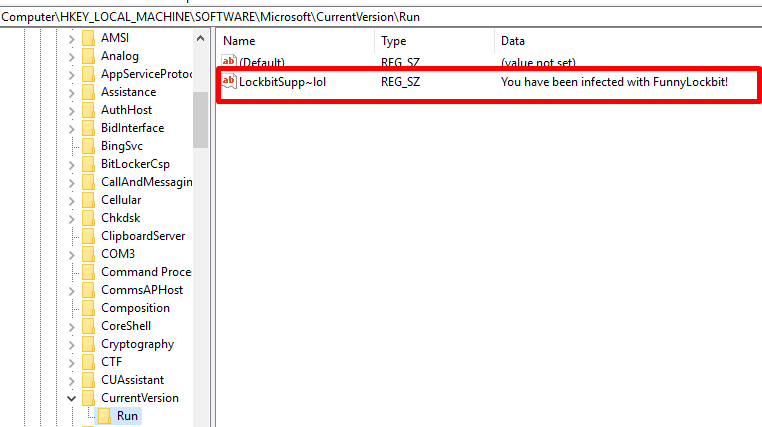 Computer\HKEY_LOCAL_MACHINE\SOFTWARE\Microsoft\CurrentVersion\Run
AMSI
Analog
AppServiceProtoc
Assistance
AuthHost
BidInterface
BingSvc
BitLockerCsp
CallAndMessagin
Cellular
Chkdsk
ClipboardServer
COM3
Command Proce
CommsAPHost
Composition
CoreShell
Cryptography
CTF
CUAssistant
CurrentVersion
Run
Name Type Data
(Default) REG_SZ (value not set)
LockbitSupp~lol REG_SZ You have been infected with FunnyLockbit!